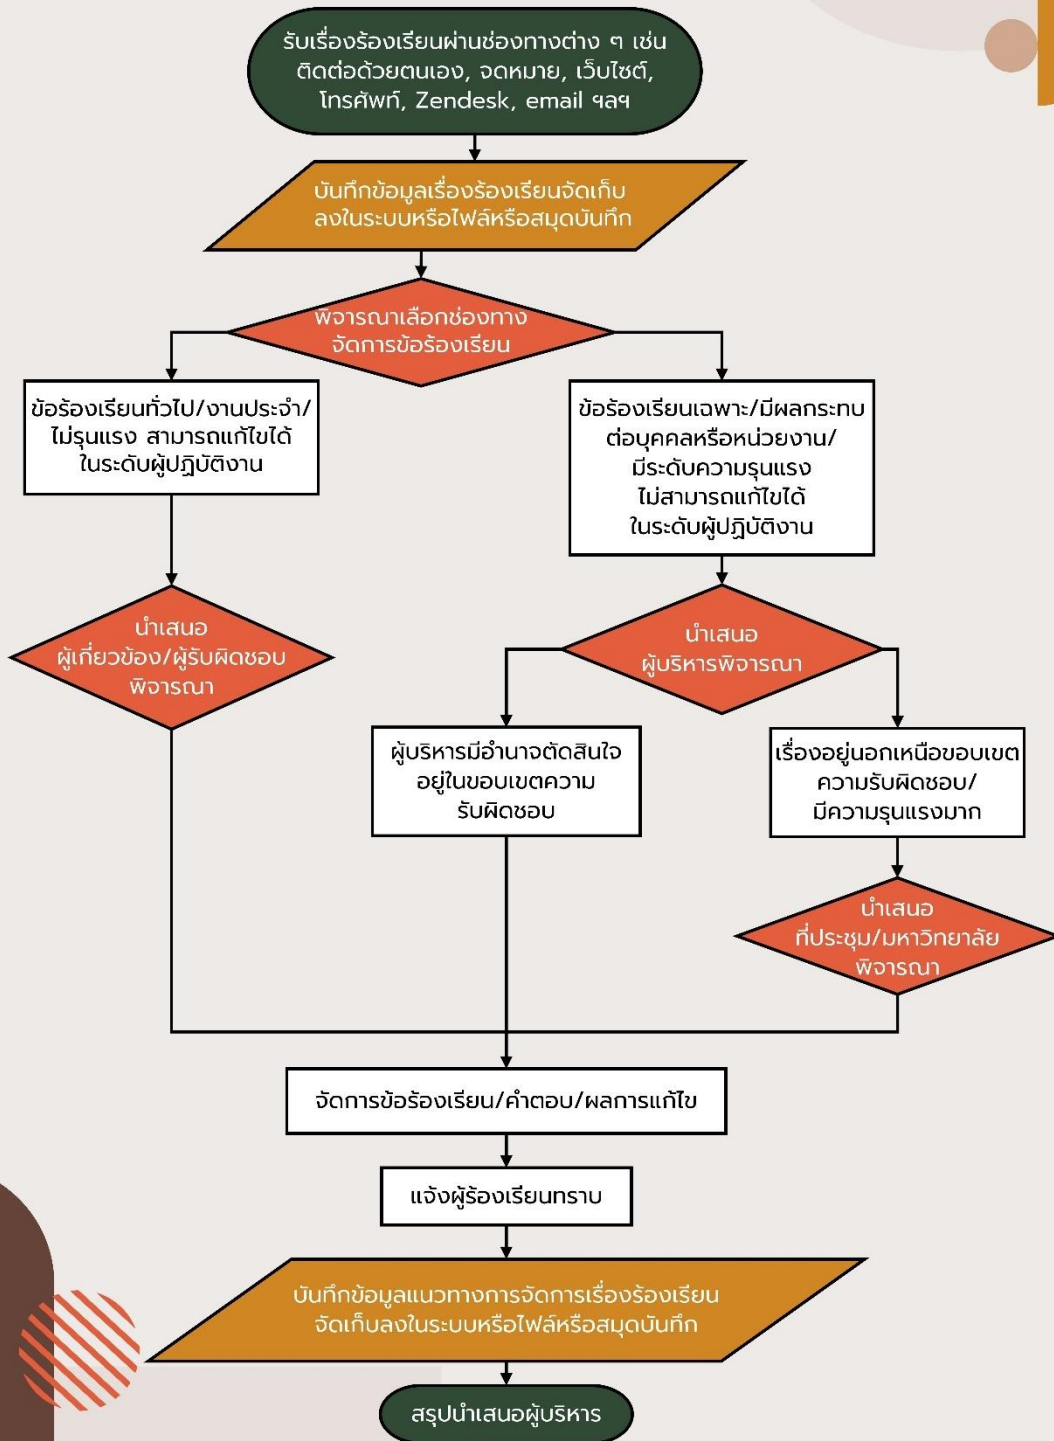 รับเรื่องร้องเรียนผ่านช่องทางต่าง ๆ เช่น
ติดต่อด้วยตนเอง, จดหมาย, เว็บไซต์,
โทรศัพท์, Zendesk, email ฯลฯ
บันทึกข้อมูลเรื่องร้องเรียนจัดเก็บ
ลงในระบบหรือไฟล์หรือสมุดบันทึก
พิจารณาเลือกช่องทาง
จัดการข้อร้องเรียน
ข้อร้องเรียนทั่วไป/งานประจำ/
ไม่รุนแรง สามารถแก้ไขได้
ในระดับผู้ปฏิบัติงาน
ข้อร้องเรียนเฉพาะ/มีผลกระทบ
ต่อบุคคลหรือหน่วยงาน/
มีระดับความรุนแรง
ไม่สามารถแก้ไขได้
ในระดับผู้ปฏิบัติงาน
นำเสนอ
ผู้เกี่ยวข้อง/ผู้รับผิดชอบ
พิจารณา
นำเสนอ
ผู้บริหารพิจารณา
ผู้บริหารมีอำนาจตัดสินใจ
อยู่ในขอบเขตความ
รับผิดชอบ
เรื่องอยู่นอกเหนือขอบเขต
ความรับผิดชอบ/
มีความรุนแรงมาก
นำเสนอ
ที่ประชุม/มหาวิทยาลัย
พิจารณา
จัดการข้อร้องเรียน/คำตอบ/ผลการแก้ไข
แจ้งผู้ร้องเรียนทราบ
บันทึกข้อมูลแนวทางการจัดการเรื่องร้องเรียน
จัดเก็บลงในระบบหรือไฟล์หรือสมุดบันทึก
สรุปนำเสนอผู้บริหาร